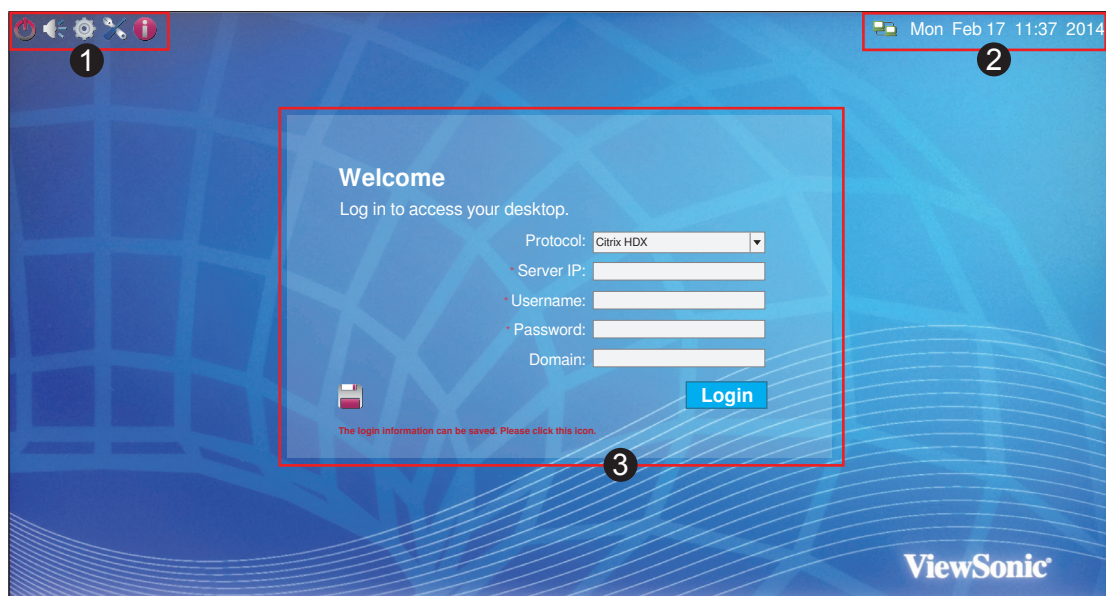 Mon Feb 17 11:37 2014
1
2
Welcome
Log in to access your desktop.
Protocol: Citrix HDX
* Server IP:
* Username:
* Password:
Domain:
Login
The login information can be saved. Please click this icon.
3
ViewSonic®